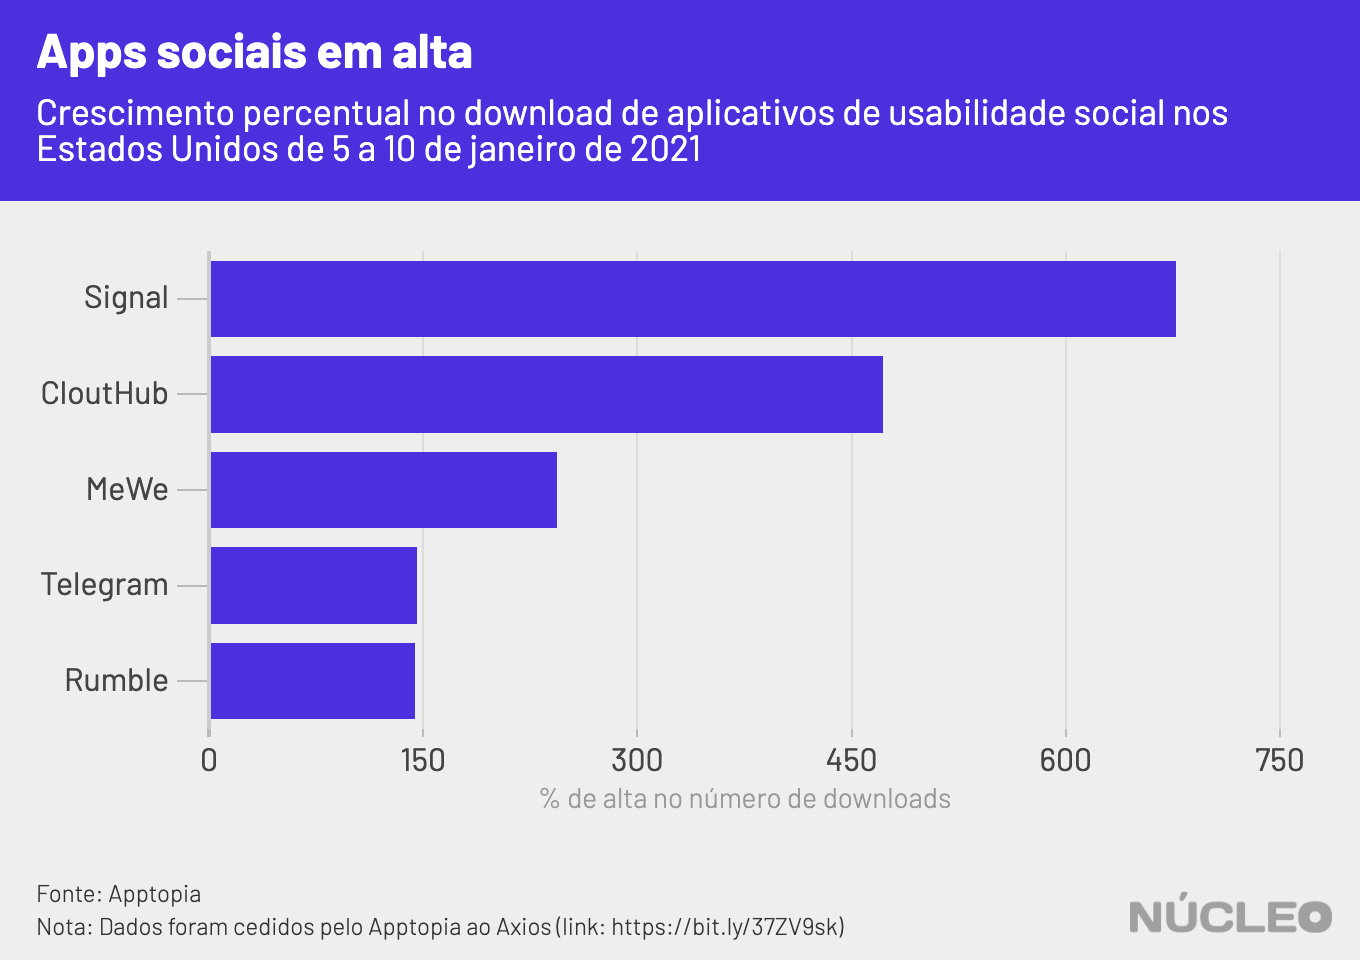 Apps sociais em alta
Crescimento percentual no download de aplicativos de usabilidade social nos
Estados Unidos de 5 a 10 de janeiro de 2021
Signal
CloutHub
MeWe
Telegram
Rumble
0 150 300 450 600 750
% de alta no número de downloads
Fonte: Apptopia
Nota: Dados foram cedidos pelo Apptopia ao Axios (link: https://bit.ly/37ZV9sk)
NÚCLEO